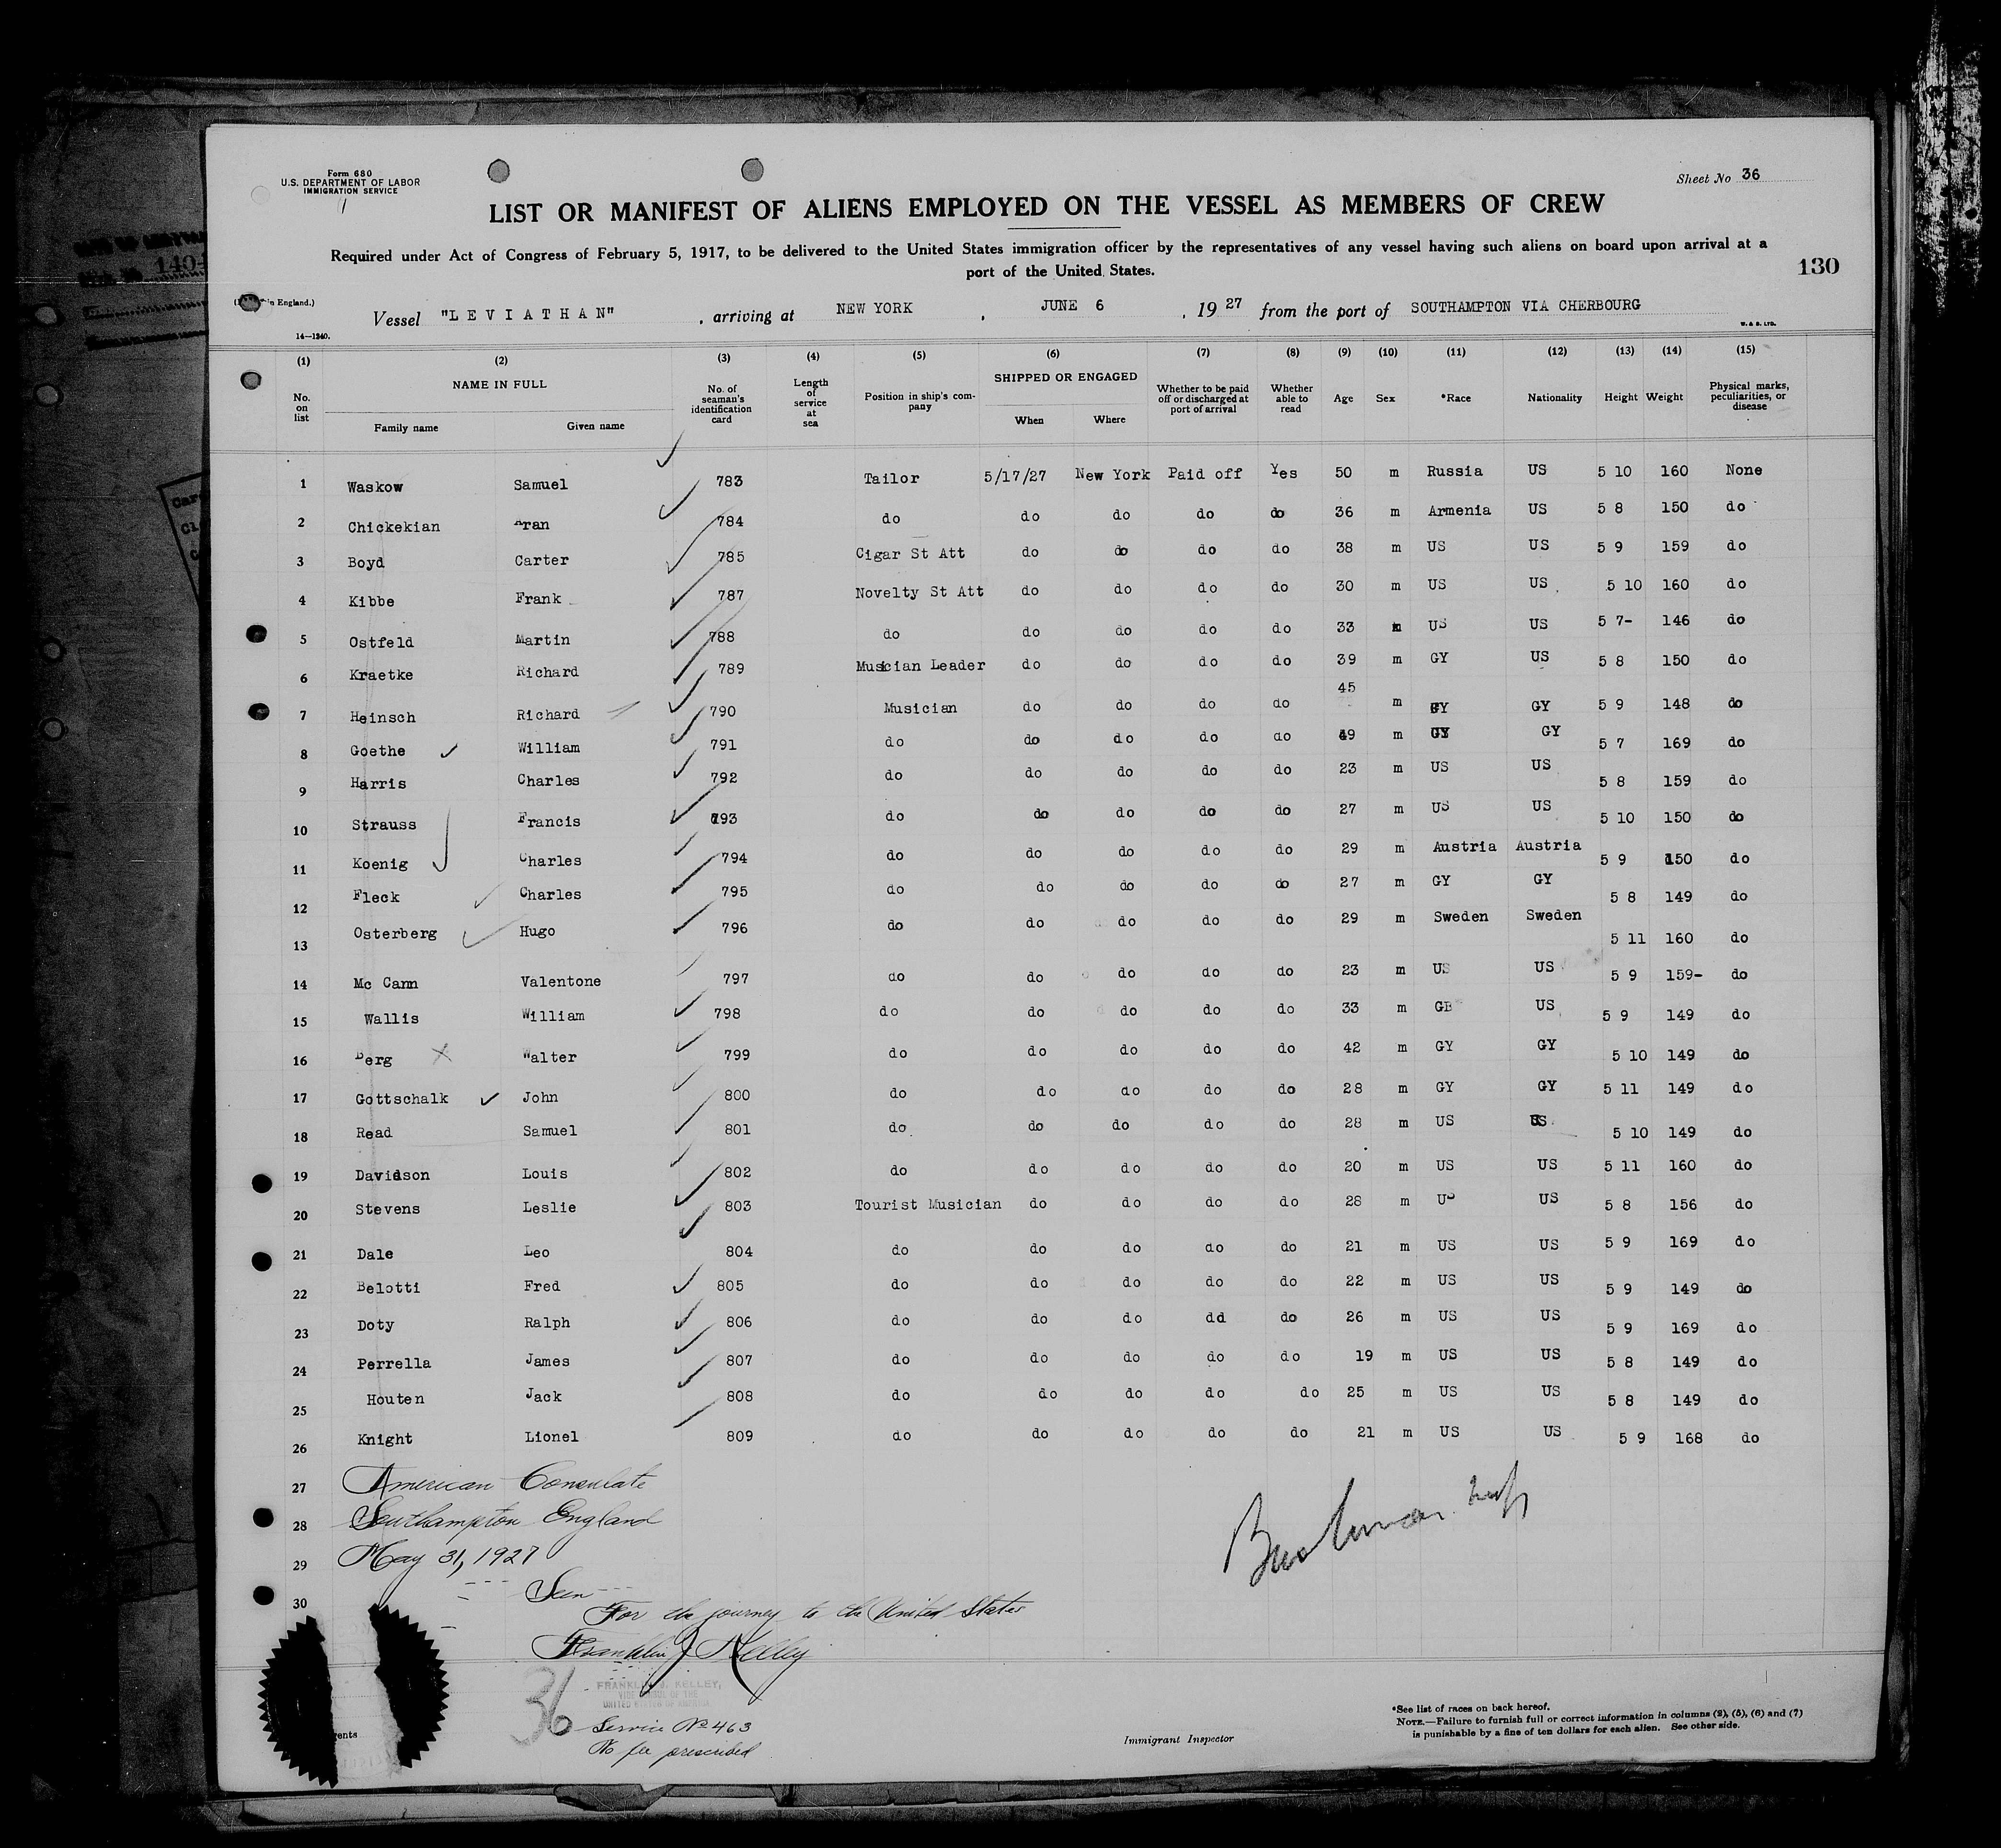 Form 680
U.S. DEPARTMENT OF LABOR
IMMIGRATION SERVICE
Sheet No 36
LIST OR MANIFEST OF ALIENS EMPLOYED ON THE VESSEL AS MEMBERS OF CREW
Required under Act of Congress of February 5, 1917, to be delivered to the United States immigration officer by the representatives of any vessel having such aliens on board upon arrival at a
port of the United States.
130
in England.)
Vessel "LEVIATHAN", arriving at NEW YORK, JUNE 6, 1927 from the port of SOUTHAMPTON VIA CHERBOURG
14—1240. W. & S. LTD.
(1) (2) (3) (4) (5) (6) (7) (8) (9) (10) (11) (12) (13) (14) (15)
No. on list NAME IN FULL Family name Given name No. of seaman's identification card Length of service at sea Position in ship's company SHIPPED OR ENGAGED When Where Whether to be paid off or discharged at port of arrival Whether able to read Age Sex *Race Nationality Height Weight Physical marks, peculiarities, or disease
1 Waskow Samuel 783 Tailor 5/17/27 New York Paid off Yes 50 m Russia US 5 10 160 None
2 Chickekian Aran 784 do do do do do 36 m Armenia US 5 8 150 do
3 Boyd Carter 785 Cigar St Att do do do do 38 m US US 5 9 159 do
4 Kibbe Frank 787 Novelty St Att do do do do 30 m US US 5 10 160 do
5 Ostfeld Martin 788 do do do do do 33 m US US 5 7- 146 do
6 Kraetke Richard 789 Musician Leader do do do do 39 m GY US 5 8 150 do
7 Heinsch Richard 790 Musician do do do do 45 m GY GY 5 9 148 do
8 Goethe William 791 do do do do do 49 m GY GY 5 7 169 do
9 Harris Charles 792 do do do do do 23 m US US 5 8 159 do
10 Strauss Francis 793 do do do do do 27 m US US 5 10 150 do
11 Koenig Charles 794 do do do do do 29 m Austria Austria 5 9 150 do
12 Fleck Charles 795 do do do do do 27 m GY GY 5 8 149 do
13 Osterberg Hugo 796 do do do do do 29 m Sweden Sweden 5 11 160 do
14 Mc Cann Valentone 797 do do do do do 23 m US US 5 9 159- do
15 Wallis William 798 do do do do do 33 m GB US 5 9 149 do
16 Berg Walter 799 do do do do do 42 m GY GY 5 10 149 do
17 Gottschalk John 800 do do do do do 28 m GY GY 5 11 149 do
18 Read Samuel 801 do do do do do 28 m US US 5 10 149 do
19 Davidson Louis 802 do do do do do 20 m US US 5 11 160 do
20 Stevens Leslie 803 Tourist Musician do do do do 28 m US US 5 8 156 do
21 Dale Leo 804 do do do do do 21 m US US 5 9 169 do
22 Belotti Fred 805 do do do do do 22 m US US 5 9 149 do
23 Doty Ralph 806 do do do dd do 26 m US US 5 9 169 do
24 Perrella James 807 do do do do do 19 m US US 5 8 149 do
25 Houten Jack 808 do do do do do 25 m US US 5 8 149 do
26 Knight Lionel 809 do do do do do 21 m US US 5 9 168 do
27 American Consulate
28 Southampton England
29 May 31, 1927
30 Seen
For the journey to the United States
Franklin J Kelley
FRANKLIN J. KELLEY,
VICE CONSUL OF THE
UNITED STATES OF AMERICA
36
Service No 463
No fee prescribed
Immigrant Inspector
*See list of races on back hereof.
NOTE.—Failure to furnish full or correct information in columns (2), (5), (6) and (7)
is punishable by a fine of ten dollars for each alien. See other side.